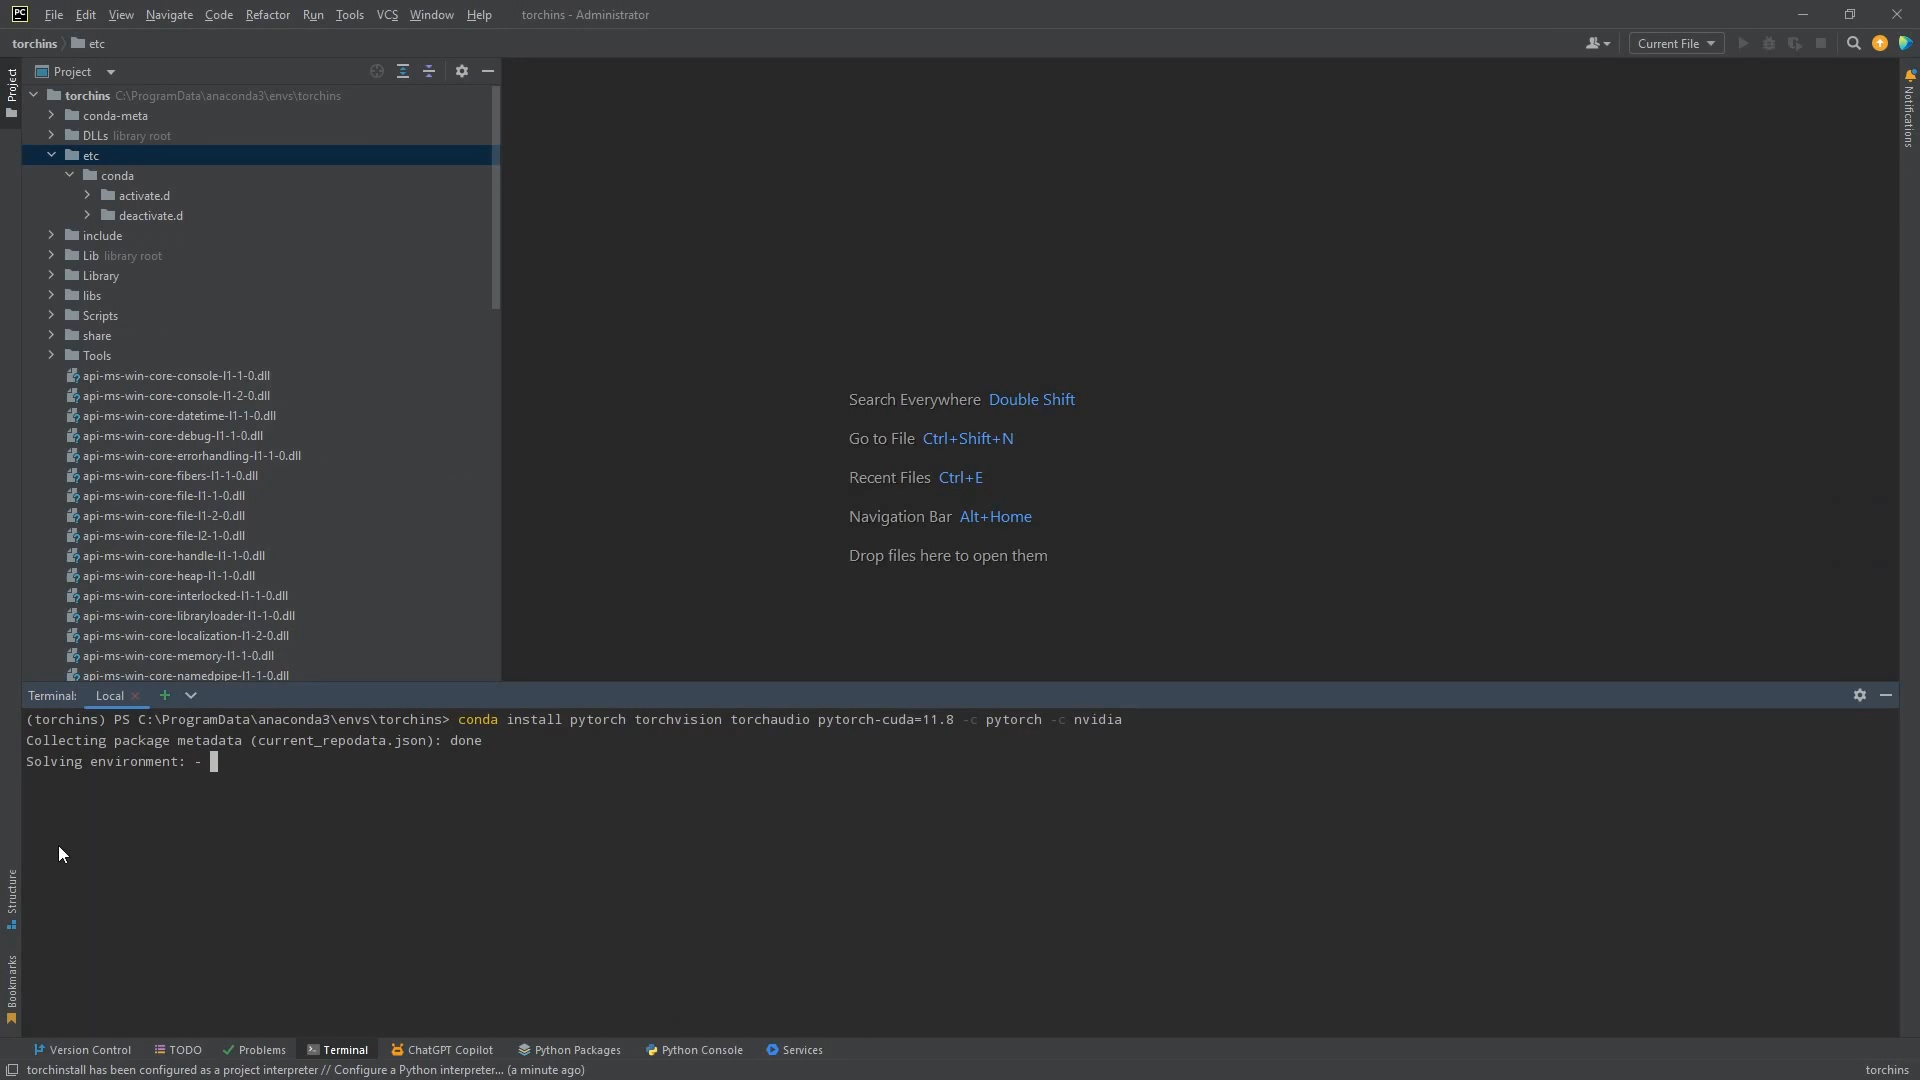 PC File Edit View Navigate Code Refactor Run Tools VCS Window Help torchins - Administrator
torchins etc Current File
Project
torchins C:\ProgramData\anaconda3\envs\torchins
conda-meta
DLLs library root
etc
conda
activate.d
deactivate.d
include
Lib library root
Library
libs
Scripts
share
Tools
api-ms-win-core-console-l1-1-0.dll
api-ms-win-core-console-l1-2-0.dll
api-ms-win-core-datetime-l1-1-0.dll
api-ms-win-core-debug-l1-1-0.dll
api-ms-win-core-errorhandling-l1-1-0.dll
api-ms-win-core-fibers-l1-1-0.dll
api-ms-win-core-file-l1-1-0.dll
api-ms-win-core-file-l1-2-0.dll
api-ms-win-core-file-l2-1-0.dll
api-ms-win-core-handle-l1-1-0.dll
api-ms-win-core-heap-l1-1-0.dll
api-ms-win-core-interlocked-l1-1-0.dll
api-ms-win-core-libraryloader-l1-1-0.dll
api-ms-win-core-localization-l1-2-0.dll
api-ms-win-core-memory-l1-1-0.dll
api-ms-win-core-namedpipe-l1-1-0.dll
Project
Structure
Bookmarks
Notifications
Search Everywhere Double Shift
Go to File Ctrl+Shift+N
Recent Files Ctrl+E
Navigation Bar Alt+Home
Drop files here to open them
Terminal: Local
(torchins) PS C:\ProgramData\anaconda3\envs\torchins> conda install pytorch torchvision torchaudio pytorch-cuda=11.8 -c pytorch -c nvidia
Collecting package metadata (current_repodata.json): done
Solving environment: -
Version Control TODO Problems Terminal ChatGPT Copilot Python Packages Python Console Services
torchinstall has been configured as a project interpreter // Configure a Python interpreter... (a minute ago) torchins